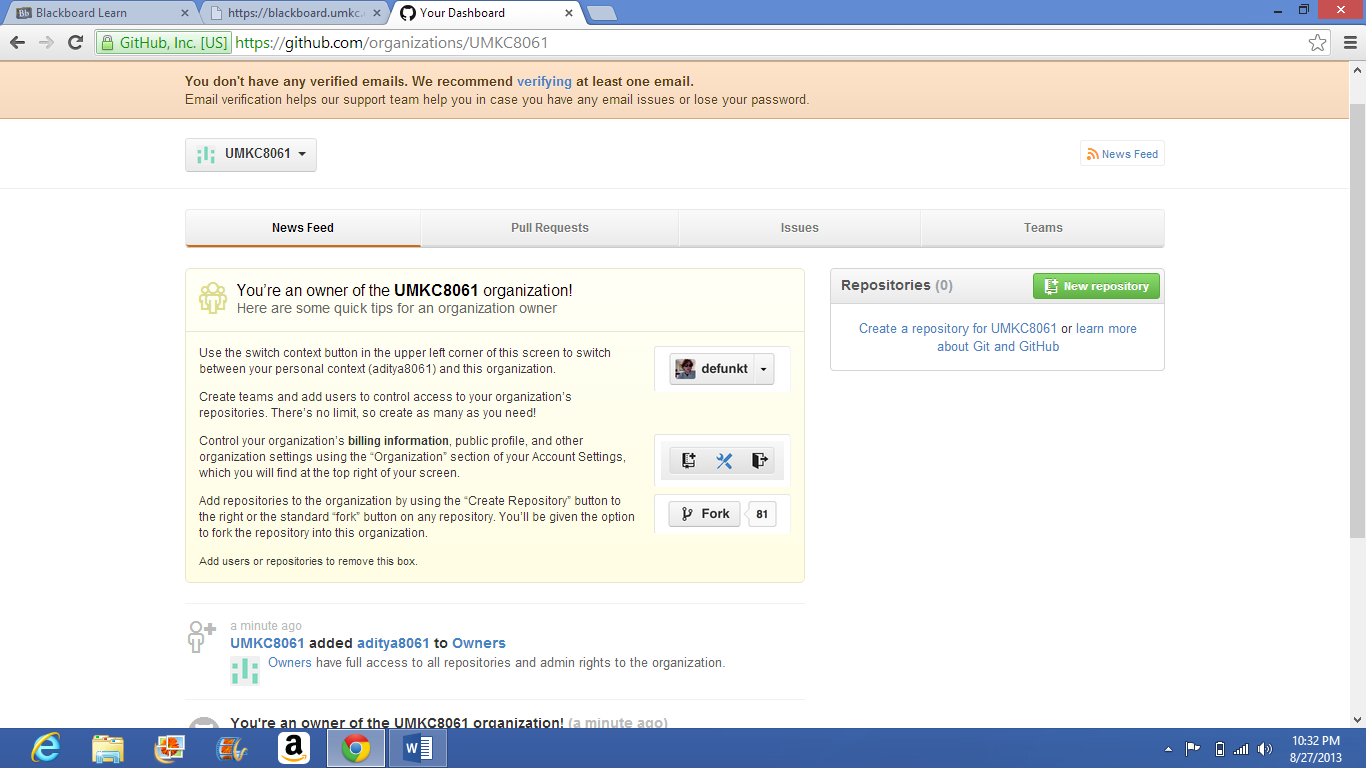 Blackboard Learn
https://blackboard.umkc.
Your Dashboard
GitHub, Inc. [US] https://github.com/organizations/UMKC8061
You don't have any verified emails. We recommend verifying at least one email.
Email verification helps our support team help you in case you have any email issues or lose your password.
UMKC8061
News Feed
News Feed
Pull Requests
Issues
Teams
You're an owner of the UMKC8061 organization!
Here are some quick tips for an organization owner
Use the switch context button in the upper left corner of this screen to switch
between your personal context (aditya8061) and this organization.
defunkt
Create teams and add users to control access to your organization's
repositories. There's no limit, so create as many as you need!
Control your organization's billing information, public profile, and other
organization settings using the “Organization” section of your Account Settings,
which you will find at the top right of your screen.
Add repositories to the organization by using the “Create Repository” button to
the right or the standard “fork” button on any repository. You'll be given the option
to fork the repository into this organization.
Fork 81
Add users or repositories to remove this box.
Repositories (0)
New repository
Create a repository for UMKC8061 or learn more
about Git and GitHub
a minute ago
UMKC8061 added aditya8061 to Owners
Owners have full access to all repositories and admin rights to the organization.
You're an owner of the UMKC8061 organization! (a minute ago)
10:32 PM
8/27/2013